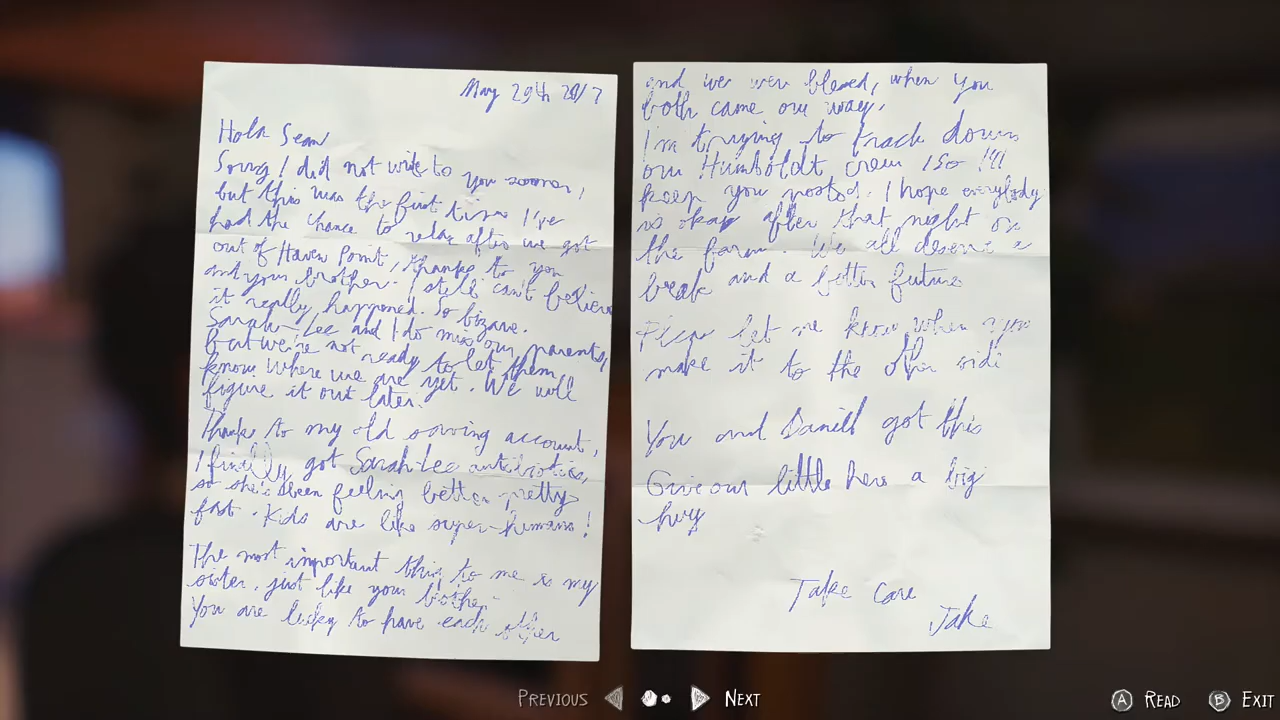 May 29th 2017
Hola Sean
Sorry I did not write to you sooner,
but this was the first time I've
had the chance to relax after we got
out of Haven Point, thanks to you
and your brother. I still can't believe
it really happened. So bizare.
Sarah-Lee and I do miss our parents,
but we're not ready to let them
know where we are yet. We will
figure it out later.
Thanks to my old saving account,
I finally got Sarah-Lee antibiotics,
so she's been feeling better pretty
fast. Kids are like super-humans!
The most important thing to me is my
sister, just like your brother.
You are lucky to have each other
and we were blessed, when you
both came our way.
I'm trying to track down
our Humboldt crew, so I'll
keep you posted. I hope everybody
is okay after that night on
the farm. We all deserve a
break and a better future
Please let me know when you
make it to the other side
You and Daniel got this
Give our little hero a big
hug
Take care
Jake
PREVIOUS NEXT
A READ B EXIT